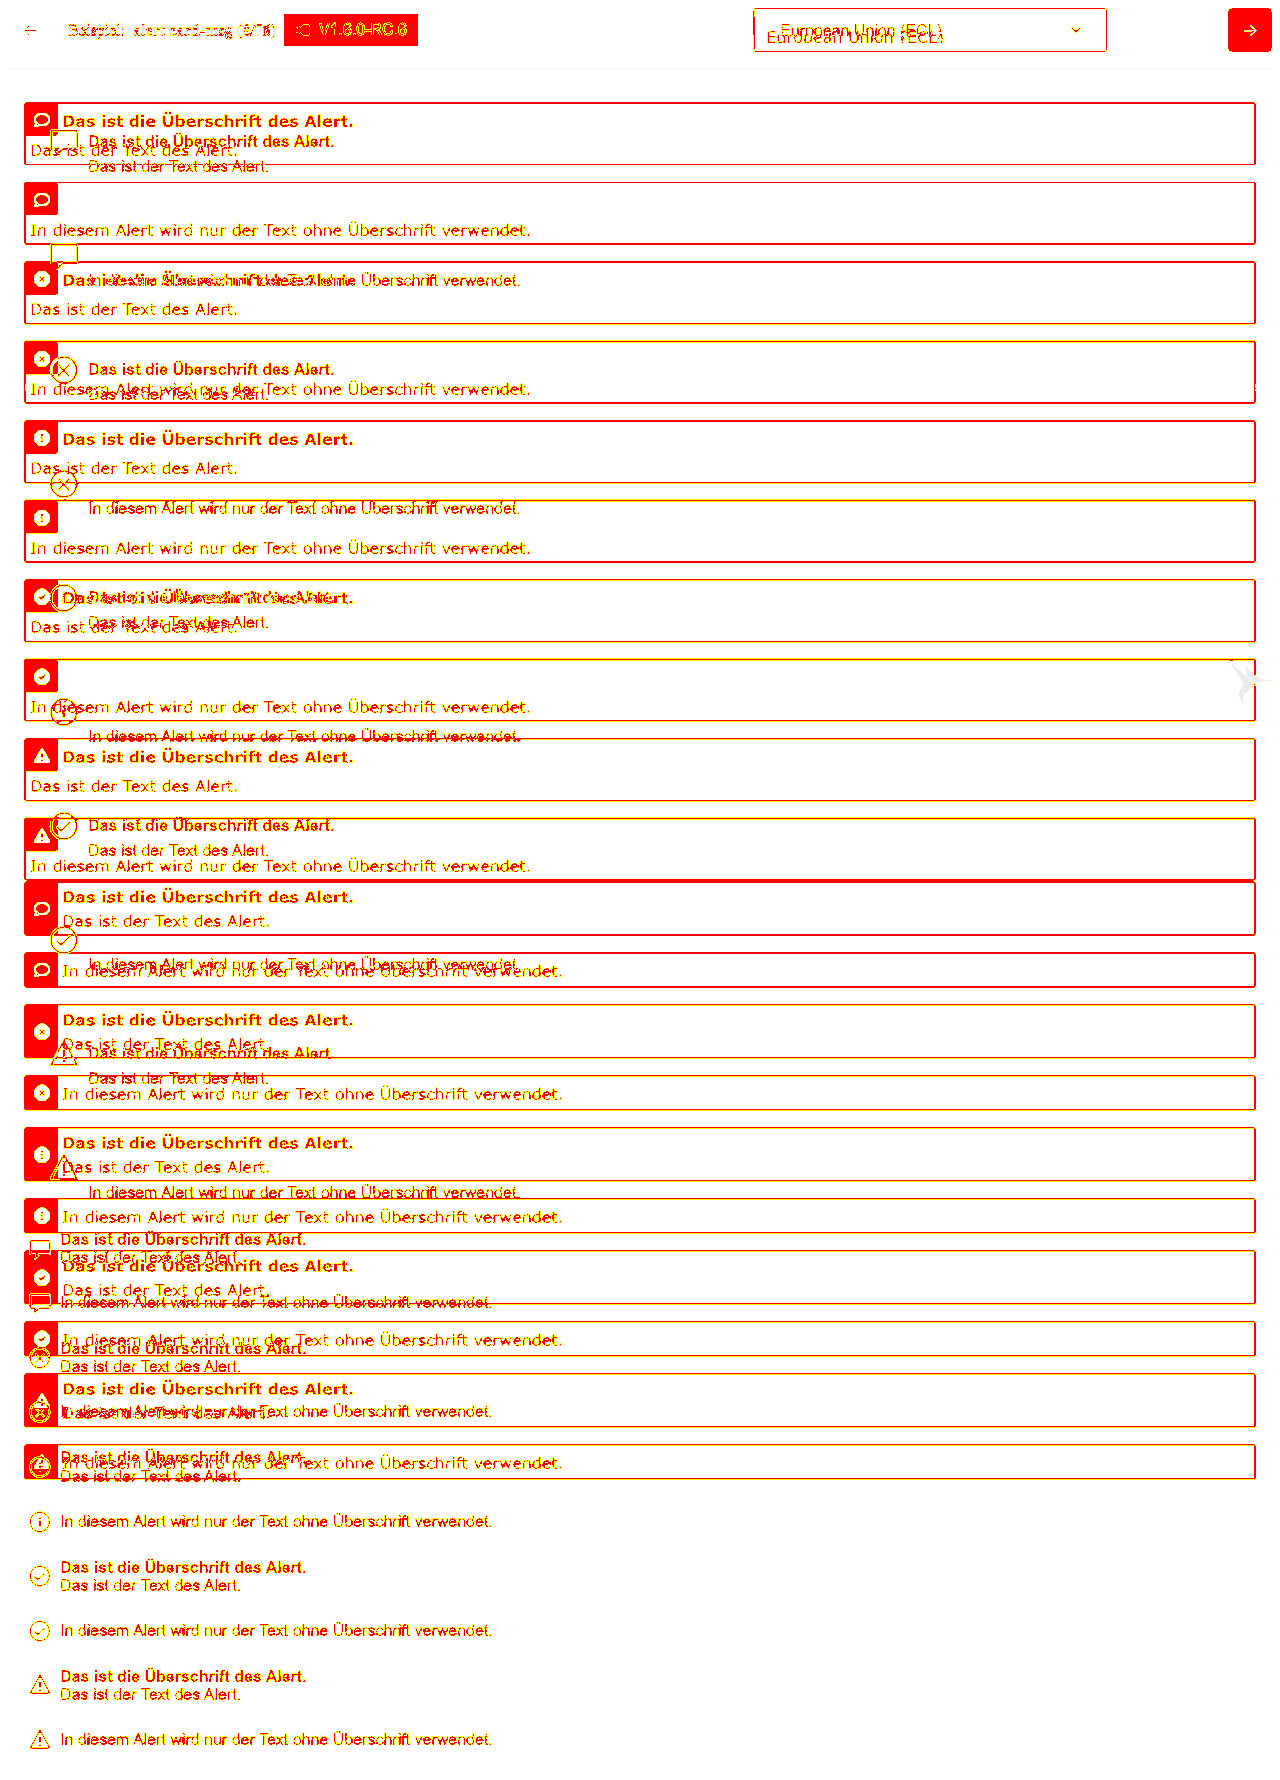 Beispiel: alert card-msg V1.6.0-RC.6 European Union (ECL)
European Union (ECL)
Das ist die Überschrift des Alert.
Das ist die Überschrift des Alert.
Das ist der Text des Alert.
Das ist der Text des Alert.
In diesem Alert wird nur der Text ohne Überschrift verwendet.
Überschrift verwendet.
Das ist der Text des Alert.
Das ist die Überschrift des Alert.
In diesem Alert wird nur der Text ohne Überschrift verwendet.
Das ist der Text des Alert.
Das ist die Überschrift des Alert.
Das ist der Text des Alert.
In diesem Alert wird nur der Text ohne Überschrift verwendet.
In diesem Alert wird nur der Text ohne Überschrift verwendet.
Das ist der Text des Alert.
Das ist der Text des Alert.
In diesem Alert wird nur der Text ohne Überschrift verwendet.
In diesem Alert wird nur der Text ohne Überschrift verwendet.
Das ist die Überschrift des Alert.
Das ist der Text des Alert.
Das ist die Überschrift des Alert.
Das ist der Text des Alert.
In diesem Alert wird nur der Text ohne Überschrift verwendet.
Das ist die Überschrift des Alert.
Das ist der Text des Alert.
In diesem Alert wird nur der Text ohne Überschrift verwendet.
In diesem Alert wird nur der Text ohne Überschrift verwendet.
Das ist die Überschrift des Alert.
Das ist der Text des Alert.
Das ist die Überschrift des Alert.
Das ist der Text des Alert.
In diesem Alert wird nur der Text ohne Überschrift verwendet.
Das ist die Überschrift des Alert.
Das ist der Text des Alert.
In diesem Alert wird nur der Text ohne Überschrift verwendet.
In diesem Alert wird nur der Text ohne Überschrift verwendet.
Das ist die Überschrift des Alert.
Das ist der Text des Alert.
Das ist die Überschrift des Alert.
Das ist der Text des Alert.
In diesem Alert wird nur der Text ohne Überschrift verwendet.
In diesem Alert wird nur der Text ohne Überschrift verwendet.
Das ist die Überschrift des Alert.
Das ist der Text des Alert.
Das ist die Überschrift des Alert.
Text ohne Überschrift verwendet.
Das ist die Überschrift des Alert.
In diesem Alert wird nur der Text ohne Überschrift verwendet.
Das ist der Text des Alert.
In diesem Alert wird nur der Text ohne Überschrift verwendet.
Das ist die Überschrift des Alert.
Das ist der Text des Alert.
In diesem Alert wird nur der Text ohne Überschrift verwendet.
Das ist die Überschrift des Alert.
Das ist der Text des Alert.
In diesem Alert wird nur der Text ohne Überschrift verwendet.